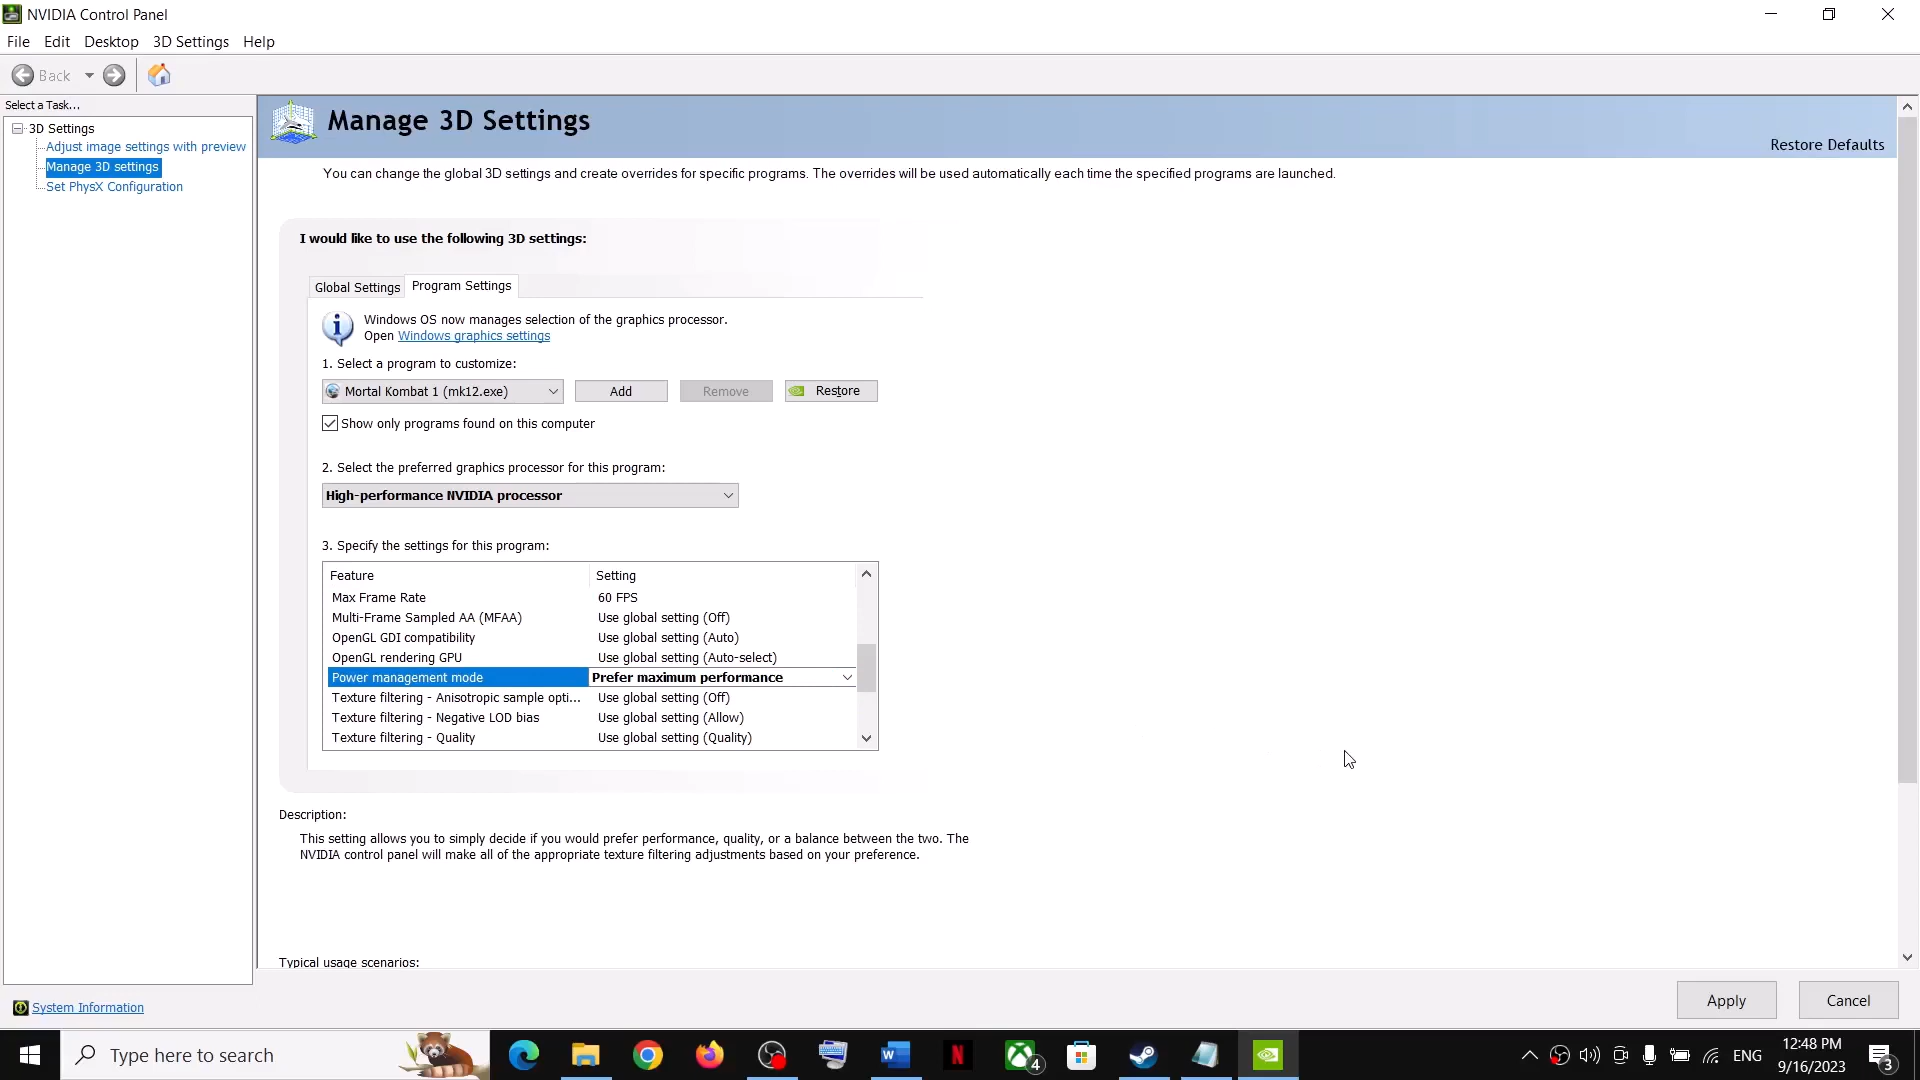 NVIDIA Control Panel
File Edit Desktop 3D Settings Help
Back
Select a Task...
3D Settings
Adjust image settings with preview
Manage 3D settings
Set PhysX Configuration
Manage 3D Settings
Restore Defaults
You can change the global 3D settings and create overrides for specific programs. The overrides will be used automatically each time the specified programs are launched.
I would like to use the following 3D settings:
Global Settings Program Settings
Windows OS now manages selection of the graphics processor.
Open Windows graphics settings
1. Select a program to customize:
Mortal Kombat 1 (mk12.exe) Add Remove Restore
Show only programs found on this computer
2. Select the preferred graphics processor for this program:
High-performance NVIDIA processor
3. Specify the settings for this program:
Feature Setting
Max Frame Rate 60 FPS
Multi-Frame Sampled AA (MFAA) Use global setting (Off)
OpenGL GDI compatibility Use global setting (Auto)
OpenGL rendering GPU Use global setting (Auto-select)
Power management mode Prefer maximum performance
Texture filtering - Anisotropic sample opti... Use global setting (Off)
Texture filtering - Negative LOD bias Use global setting (Allow)
Texture filtering - Quality Use global setting (Quality)
Description:
This setting allows you to simply decide if you would prefer performance, quality, or a balance between the two. The
NVIDIA control panel will make all of the appropriate texture filtering adjustments based on your preference.
Typical usage scenarios:
System Information
Apply Cancel
Type here to search
4
ENG
12:48 PM
9/16/2023
3